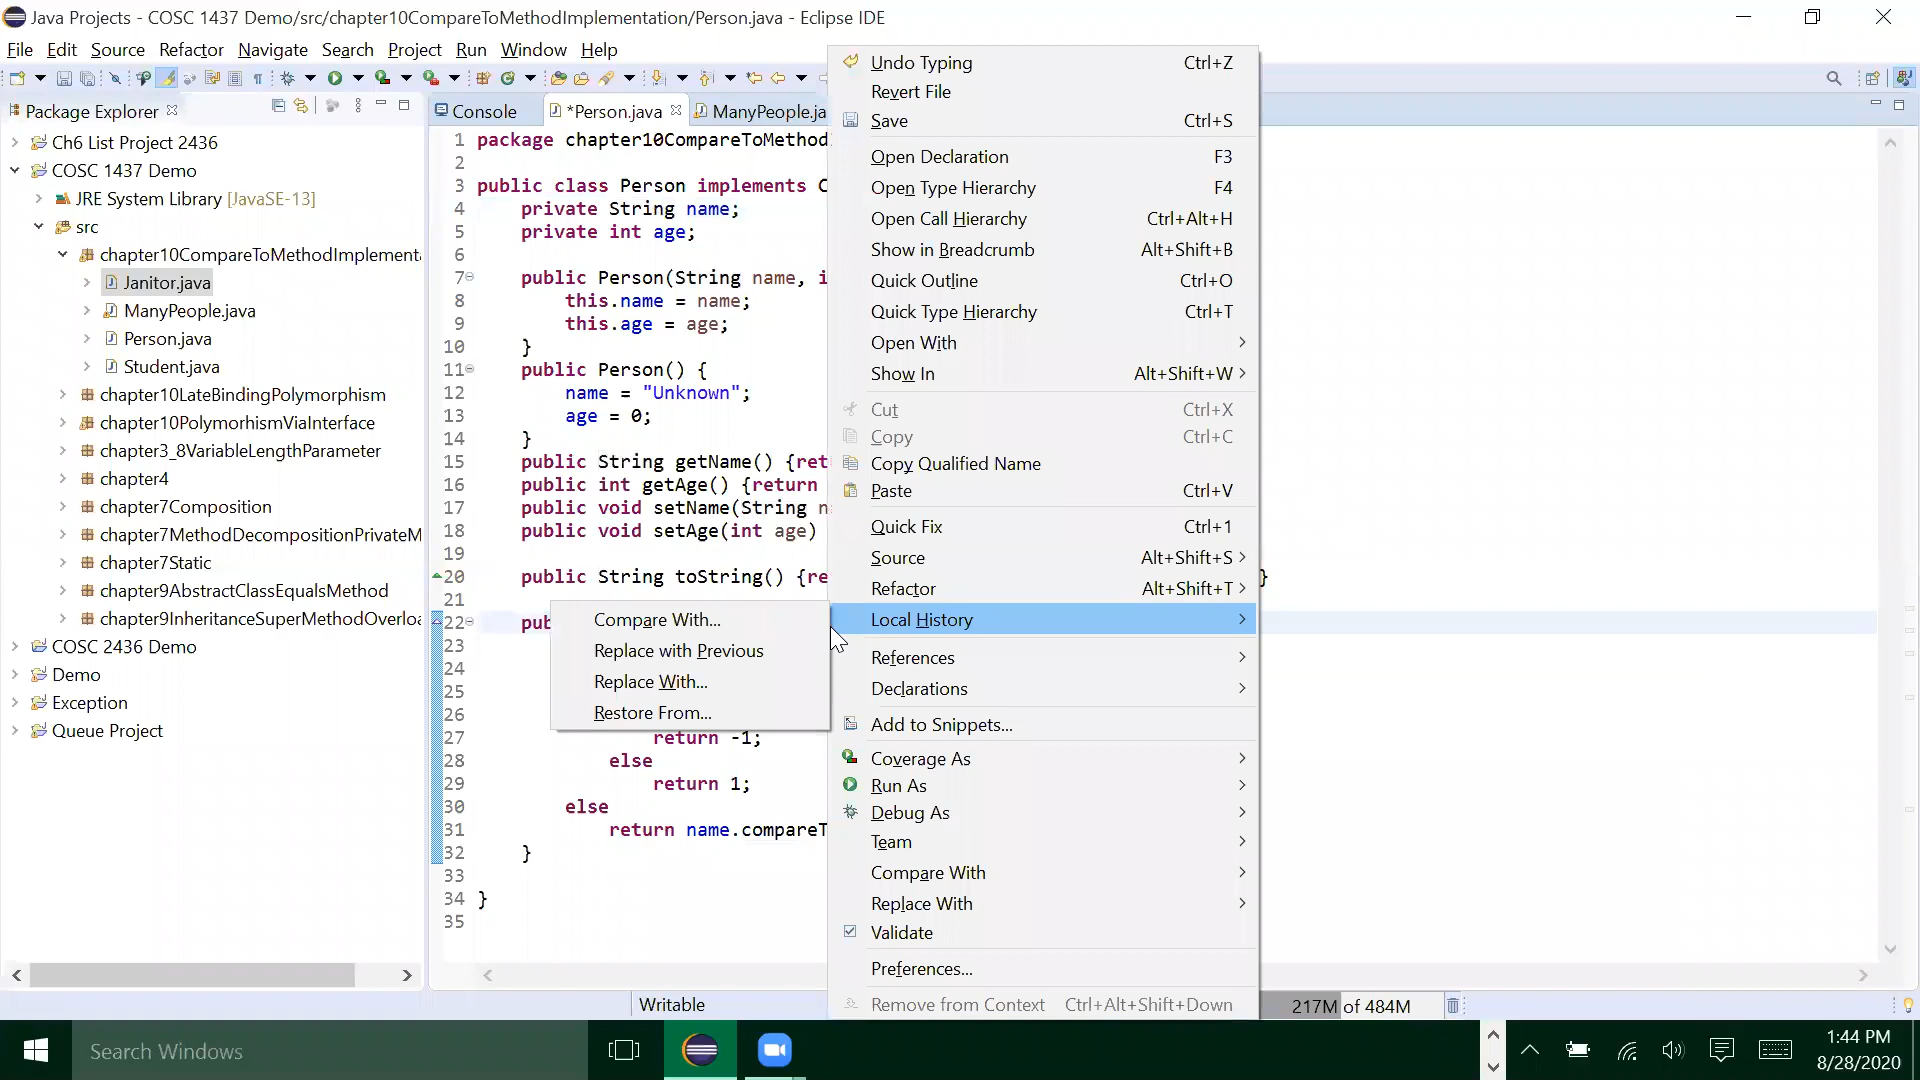 Java Projects - COSC 1437 Demo/src/chapter10CompareToMethodImplementation/Person.java - Eclipse IDE
File Edit Source Refactor Navigate Search Project Run Window Help
Package Explorer
Ch6 List Project 2436
COSC 1437 Demo
JRE System Library [JavaSE-13]
src
chapter10CompareToMethodImplement
Janitor.java
ManyPeople.java
Person.java
Student.java
chapter10LateBindingPolymorphism
chapter10PolymorhismViaInterface
chapter3_8VariableLengthParameter
chapter4
chapter7Composition
chapter7MethodDecompositionPrivateM
chapter7Static
chapter9AbstractClassEqualsMethod
chapter9InheritanceSuperMethodOverloa
COSC 2436 Demo
Demo
Exception
Queue Project
Console *Person.java ManyPeople.ja
1 package chapter10CompareToMethod
2
3 public class Person implements C
4 private String name;
5 private int age;
6
7 public Person(String name, i
8 this.name = name;
9 this.age = age;
10 }
11 public Person() {
12 name = "Unknown";
13 age = 0;
14 }
15 public String getName() {ret
16 public int getAge() {return
17 public void setName(String n
18 public void setAge(int age)
19
20 public String toString() {re }
21
22 pub
23
24
25
26
27 return -1;
28 else
29 return 1;
30 else
31 return name.compareT
32 }
33
34 }
35
Compare With...
Replace with Previous
Replace With...
Restore From...
Undo Typing Ctrl+Z
Revert File
Save Ctrl+S
Open Declaration F3
Open Type Hierarchy F4
Open Call Hierarchy Ctrl+Alt+H
Show in Breadcrumb Alt+Shift+B
Quick Outline Ctrl+O
Quick Type Hierarchy Ctrl+T
Open With
Show In Alt+Shift+W
Cut Ctrl+X
Copy Ctrl+C
Copy Qualified Name
Paste Ctrl+V
Quick Fix Ctrl+1
Source Alt+Shift+S
Refactor Alt+Shift+T
Local History
References
Declarations
Add to Snippets...
Coverage As
Run As
Debug As
Team
Compare With
Replace With
Validate
Preferences...
Remove from Context Ctrl+Alt+Shift+Down
Writable
217M of 484M
Search Windows
1:44 PM
8/28/2020